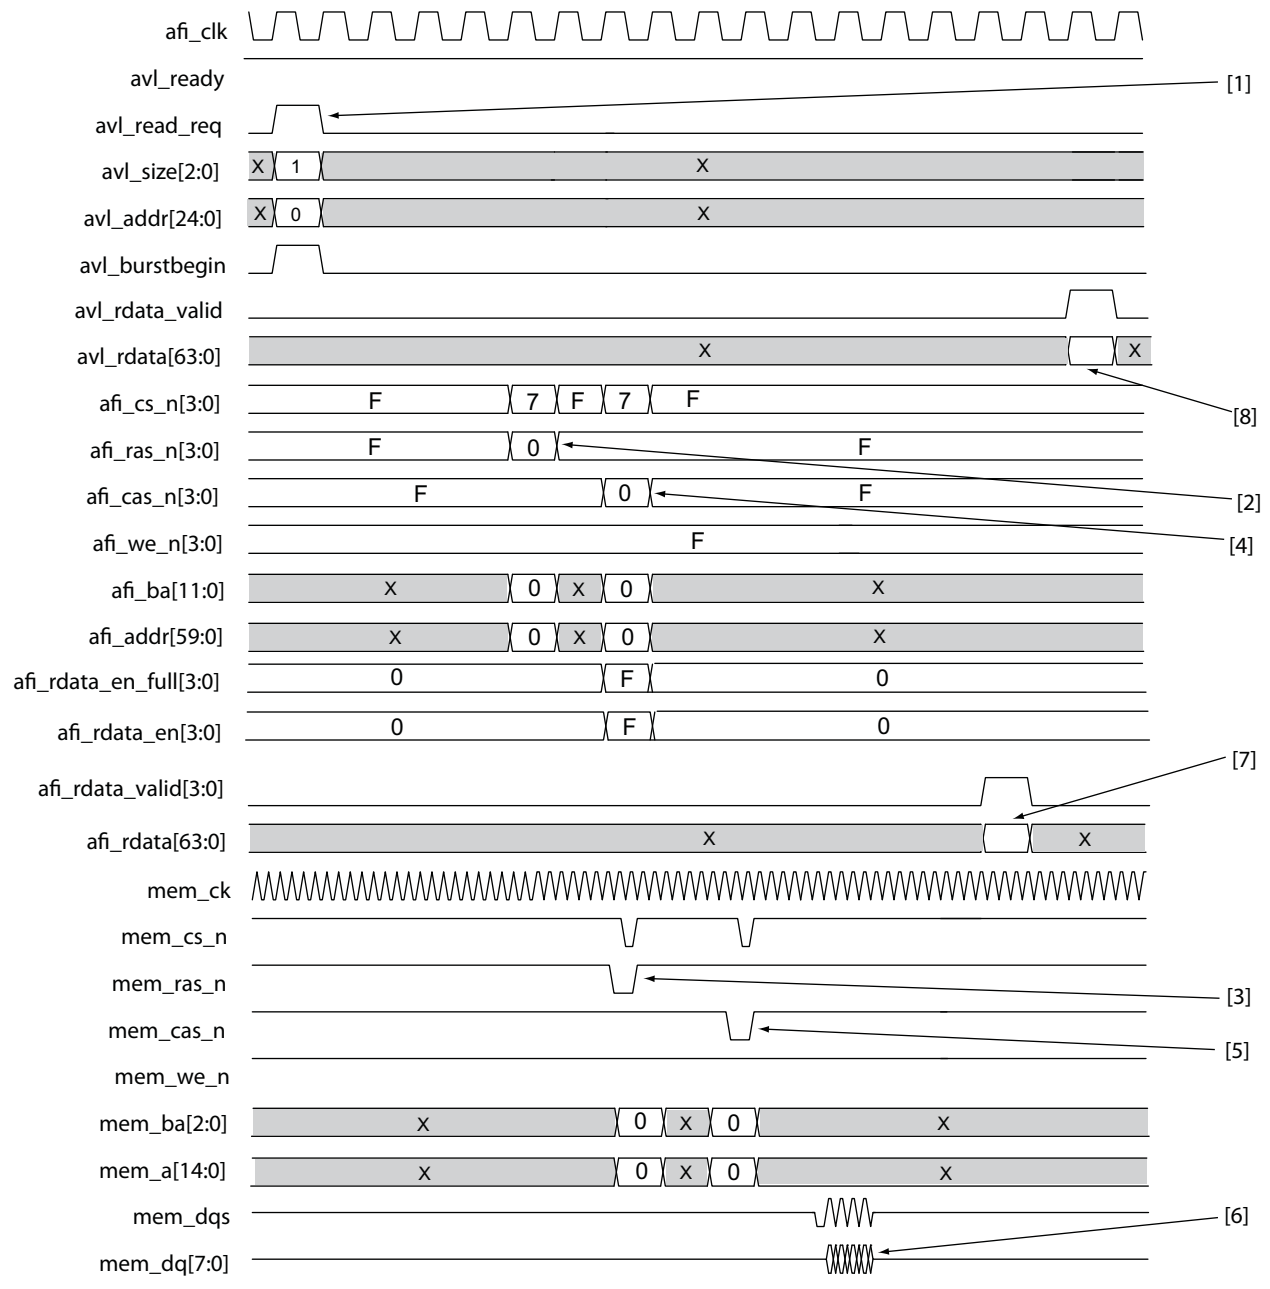 afi_clk
avl_ready
[1]
avl_read_req
avl_size[2:0] X 1 X
avl_addr[24:0] X 0 X
avl_burstbegin
avl_rdata_valid
avl_rdata[63:0] X X
afi_cs_n[3:0] F 7 F 7 F
[8]
afi_ras_n[3:0] F 0 F
afi_cas_n[3:0] F 0 F
[2]
afi_we_n[3:0] F
[4]
afi_ba[11:0] X 0 X 0 X
afi_addr[59:0] X 0 X 0 X
afi_rdata_en_full[3:0] 0 F 0
afi_rdata_en[3:0] 0 F 0
[7]
afi_rdata_valid[3:0]
afi_rdata[63:0] X X
mem_ck
mem_cs_n
mem_ras_n
[3]
mem_cas_n
[5]
mem_we_n
mem_ba[2:0] X 0 X 0 X
mem_a[14:0] X 0 X 0 X
mem_dqs
[6]
mem_dq[7:0]